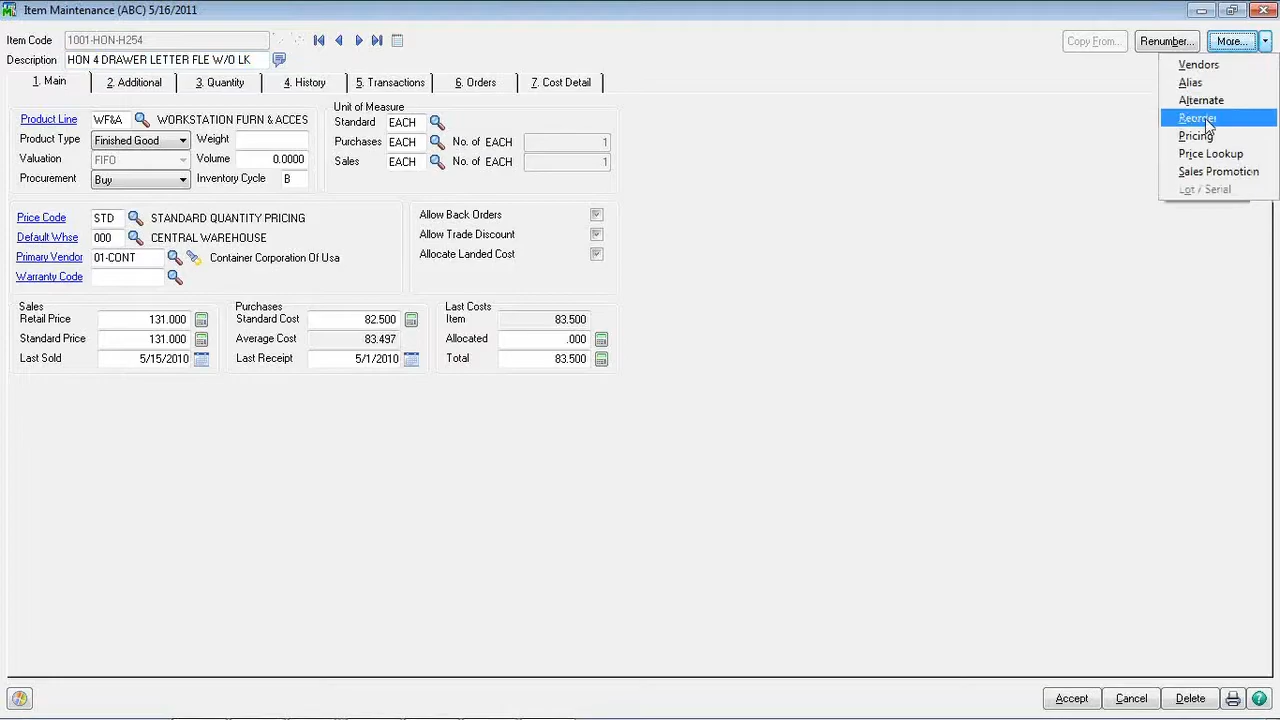 Item Maintenance (ABC) 5/16/2011
Item Code 1001-HON-H254 Copy From... Renumber... More...
Description HON 4 DRAWER LETTER FLE W/O LK
Vendors
Alias
Alternate
Reorder
Pricing
Price Lookup
Sales Promotion
Lot / Serial
1. Main 2. Additional 3. Quantity 4. History 5. Transactions 6. Orders 7. Cost Detail
Product Line WF&A WORKSTATION FURN & ACCES
Product Type Finished Good Weight
Valuation FIFO Volume 0.0000
Procurement Buy Inventory Cycle B
Unit of Measure
Standard EACH
Purchases EACH No. of EACH 1
Sales EACH No. of EACH 1
Price Code STD STANDARD QUANTITY PRICING
Default Whse 000 CENTRAL WAREHOUSE
Primary Vendor 01-CONT Container Corporation Of Usa
Warranty Code
Allow Back Orders
Allow Trade Discount
Allocate Landed Cost
Sales
Retail Price 131.000
Standard Price 131.000
Last Sold 5/15/2010
Purchases
Standard Cost 82.500
Average Cost 83.497
Last Receipt 5/1/2010
Last Costs
Item 83.500
Allocated .000
Total 83.500
Accept Cancel Delete